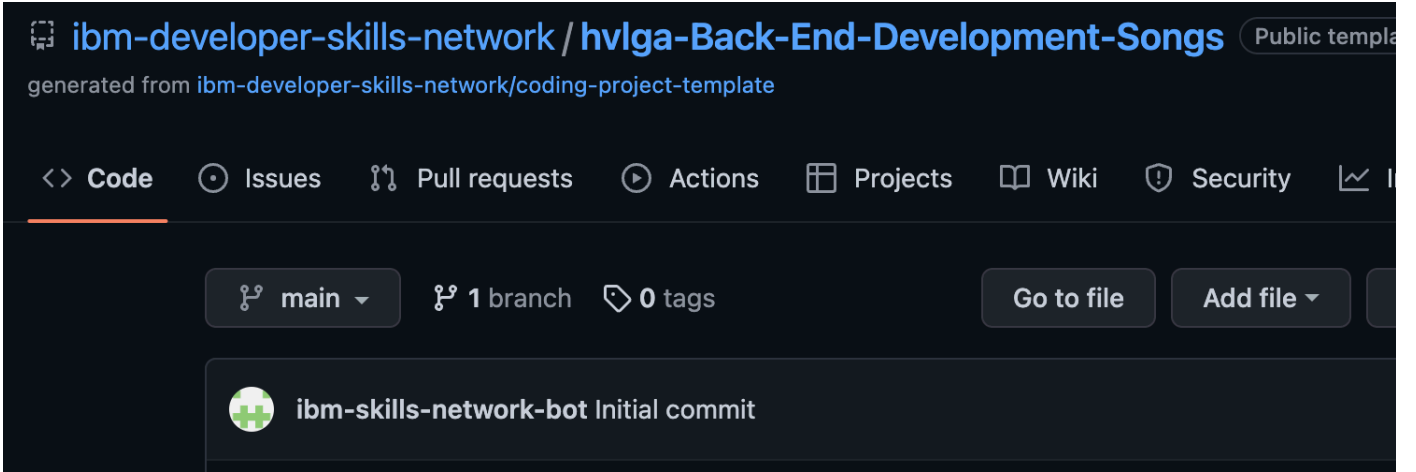 ibm-developer-skills-network / hvlga-Back-End-Development-Songs Public
generated from ibm-developer-skills-network/coding-project-template
Code Issues Pull requests Actions Projects Wiki Security
main 1 branch 0 tags Go to file Add file
ibm-skills-network-bot Initial commit